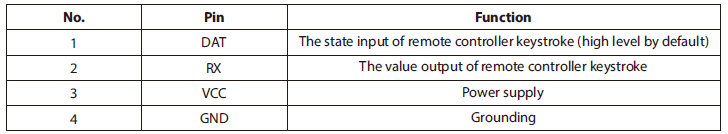 No. Pin Function
1 DAT The state input of remote controller keystroke (high level by default)
2 RX The value output of remote controller keystroke
3 VCC Power supply
4 GND Grounding